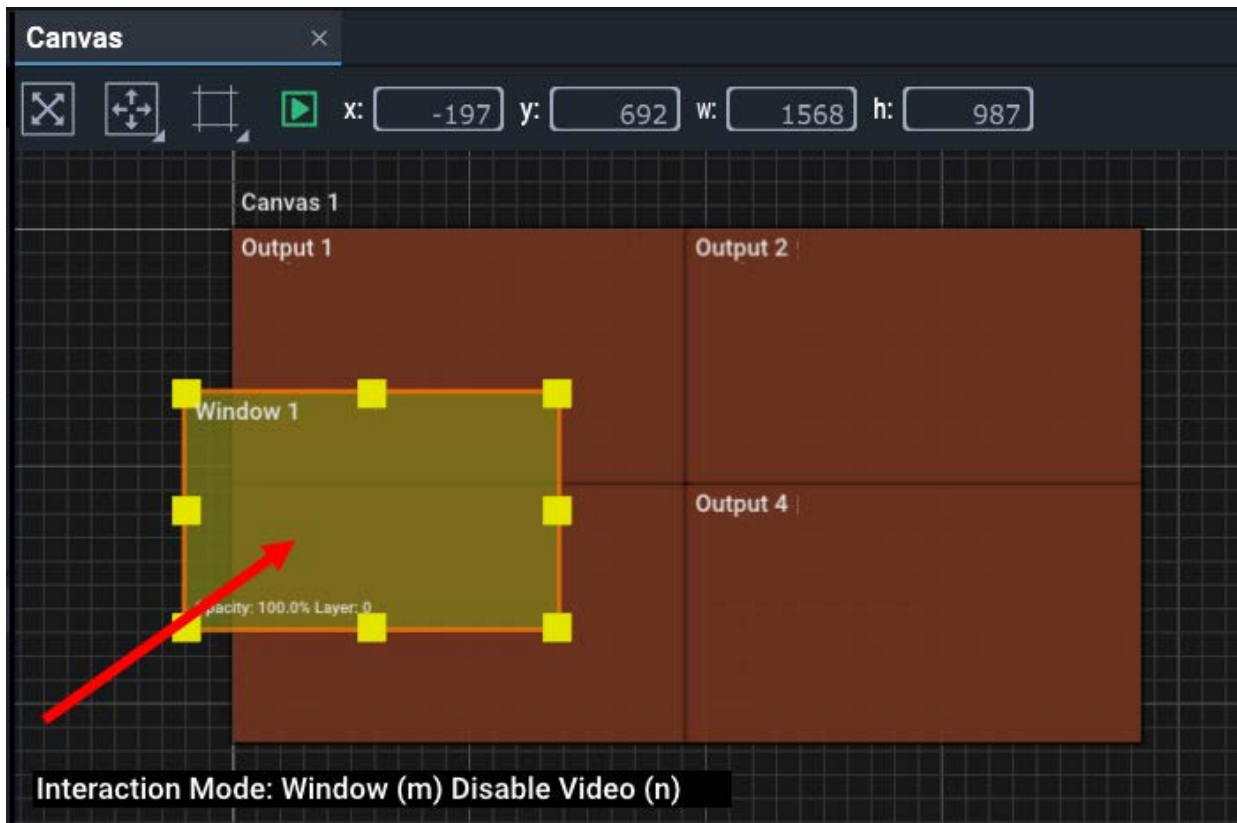 Canvas ×
x: -197 y: 692 w: 1568 h: 987
Canvas 1
Output 1 Output 2
Window 1
Output 4
Layer: 0
Opacity: 100.0%
Interaction Mode: Window (m) Disable Video (n)